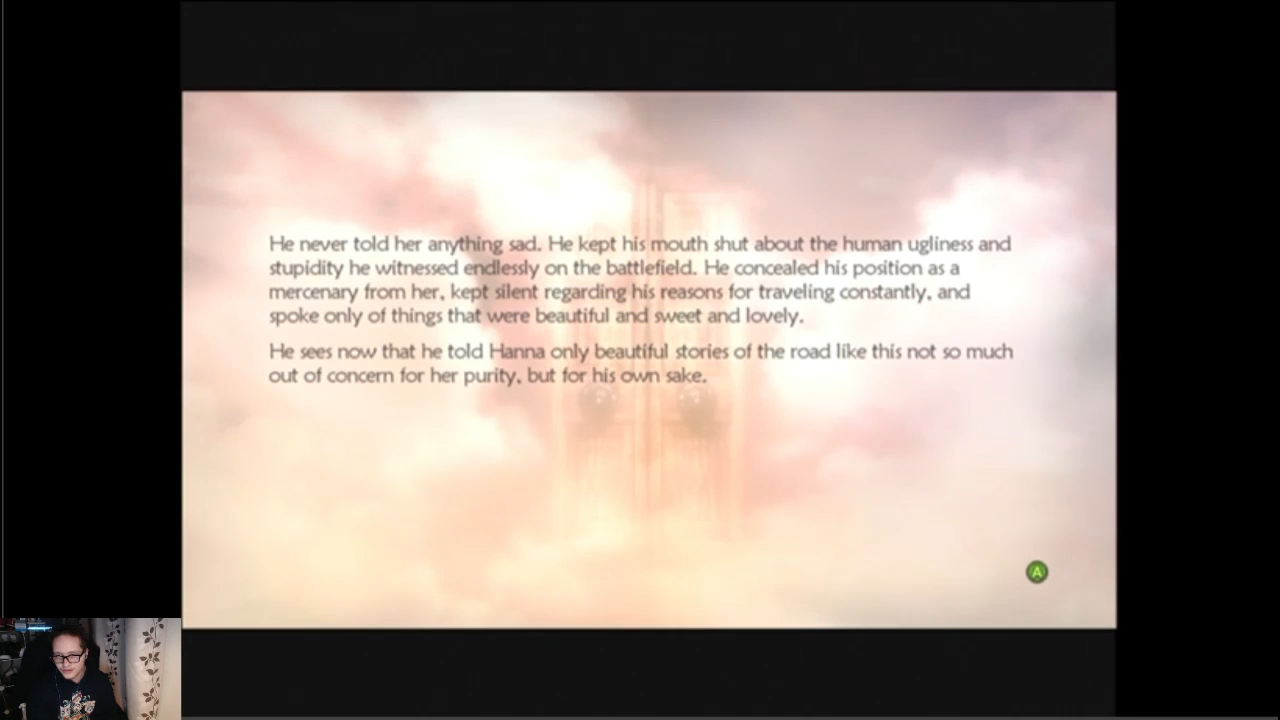 He never told her anything sad. He kept his mouth shut about the human ugliness and
stupidity he witnessed endlessly on the battlefield. He concealed his position as a
mercenary from her, kept silent regarding his reasons for traveling constantly, and
spoke only of things that were beautiful and sweet and lovely.
He sees now that he told Hanna only beautiful stories of the road like this not so much
out of concern for her purity, but for his own sake.
A